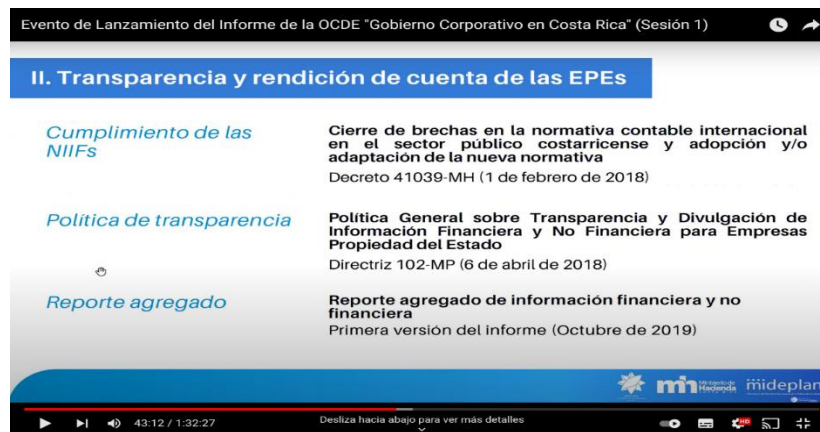 Evento de Lanzamiento del Informe de la OCDE "Gobierno Corporativo en Costa Rica" (Sesión 1)
II. Transparencia y rendición de cuenta de las EPEs
Cumplimiento de las
NIIFs
Cierre de brechas en la normativa contable internacional
en el sector público costarricense y adopción y/o
adaptación de la nueva normativa
Decreto 41039-MH (1 de febrero de 2018)
Política de transparencia
Política General sobre Transparencia y Divulgación de
Información Financiera y No Financiera para Empresas
Propiedad del Estado
Directriz 102-MP (6 de abril de 2018)
Reporte agregado
Reporte agregado de información financiera y no
financiera
Primera versión del informe (Octubre de 2019)
mh Ministerio de
Hacienda
mideplan
43:12 / 1:32:27
Desliza hacia abajo para ver más detalles
HD